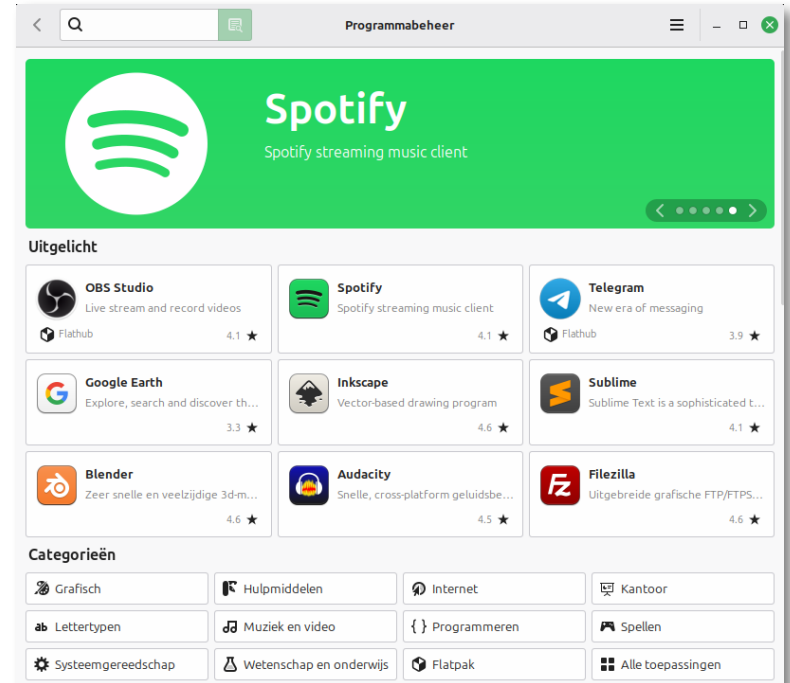 Programmabeheer
Spotify
Spotify streaming music client
Uitgelicht
OBS Studio
Live stream and record videos
Flathub
4.1 ★
Spotify
Spotify streaming music client
4.1 ★
Telegram
New era of messaging
Flathub
3.9 ★
Google Earth
Explore, search and discover th...
3.3 ★
Inkscape
Vector-based drawing program
4.6 ★
Sublime
Sublime Text is a sophisticated t...
4.1 ★
Blender
Zeer snelle en veelzijdige 3d-m...
4.6 ★
Audacity
Snelle, cross-platform geluidsbe...
4.5 ★
Filezilla
Uitgebreide grafische FTP/FTPS...
4.6 ★
Categorieën
Grafisch
Hulpmiddelen
Internet
Kantoor
ab Lettertypen
Muziek en video
{ } Programmeren
Spellen
Systeemgereedschap
Wetenschap en onderwijs
Flatpak
Alle toepassingen